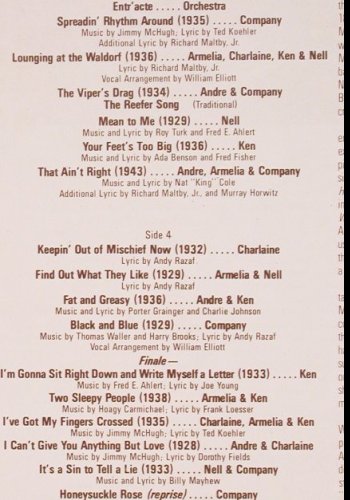 Entr'acte ..... Orchestra
Spreadin' Rhythm Around (1935) ..... Company
Music by Jimmy McHugh; Lyric by Ted Koehler
Additional Lyric by Richard Maltby, Jr.
Lounging at the Waldorf (1936) ..... Armelia, Charlaine, Ken & Nell
Lyric by Richard Maltby, Jr.
Vocal Arrangement by William Elliott
The Viper's Drag (1934) ..... Andre & Company
The Reefer Song (Traditional)
Mean to Me (1929) ..... Nell
Music and Lyric by Roy Turk and Fred E. Ahlert
Your Feet's Too Big (1936) ..... Ken
Music and Lyric by Ada Benson and Fred Fisher
That Ain't Right (1943) ..... Andre, Armelia & Company
Music and Lyric by Nat "King" Cole
Additional Lyric by Richard Maltby, Jr. and Murray Horwitz
Side 4
Keepin' Out of Mischief Now (1932) ..... Charlaine
Lyric by Andy Razaf
Find Out What They Like (1929) ..... Armelia & Nell
Lyric by Andy Razaf
Fat and Greasy (1936) ..... Andre & Ken
Music and Lyric by Porter Grainger and Charlie Johnson
Black and Blue (1929) ..... Company
Music by Thomas Waller and Harry Brooks; Lyric by Andy Razaf
Vocal Arrangement by William Elliott
Finale—
I'm Gonna Sit Right Down and Write Myself a Letter (1933) ..... Ken
Music by Fred E. Ahlert; Lyric by Joe Young
Two Sleepy People (1938) ..... Armelia & Ken
Music by Hoagy Carmichael; Lyric by Frank Loesser
I've Got My Fingers Crossed (1935) ..... Charlaine, Armelia & Ken
Music by Jimmy McHugh; Lyric by Ted Koehler
I Can't Give You Anything But Love (1928) ..... Andre & Charlaine
Music by Jimmy McHugh; Lyric by Dorothy Fields
It's a Sin to Tell a Lie (1933) ..... Nell & Company
Music and Lyric by Billy Mayhew
Honeysuckle Rose (reprise) ..... Company